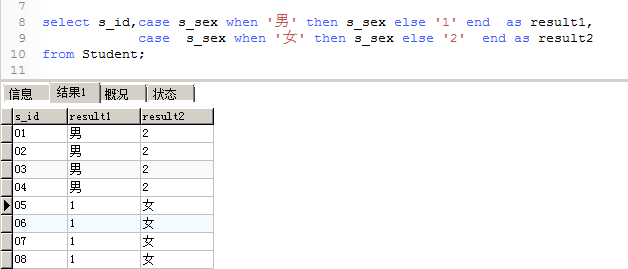 7
8 select s_id,case s_sex when '男' then s_sex else '1' end  as result1,
9 case  s_sex when '女' then s_sex else '2'  end as result2
10 from Student;
11
信息 结果1 概况 状态
s_id result1 result2
01 男 2
02 男 2
03 男 2
04 男 2
05 1 女
06 1 女
07 1 女
08 1 女